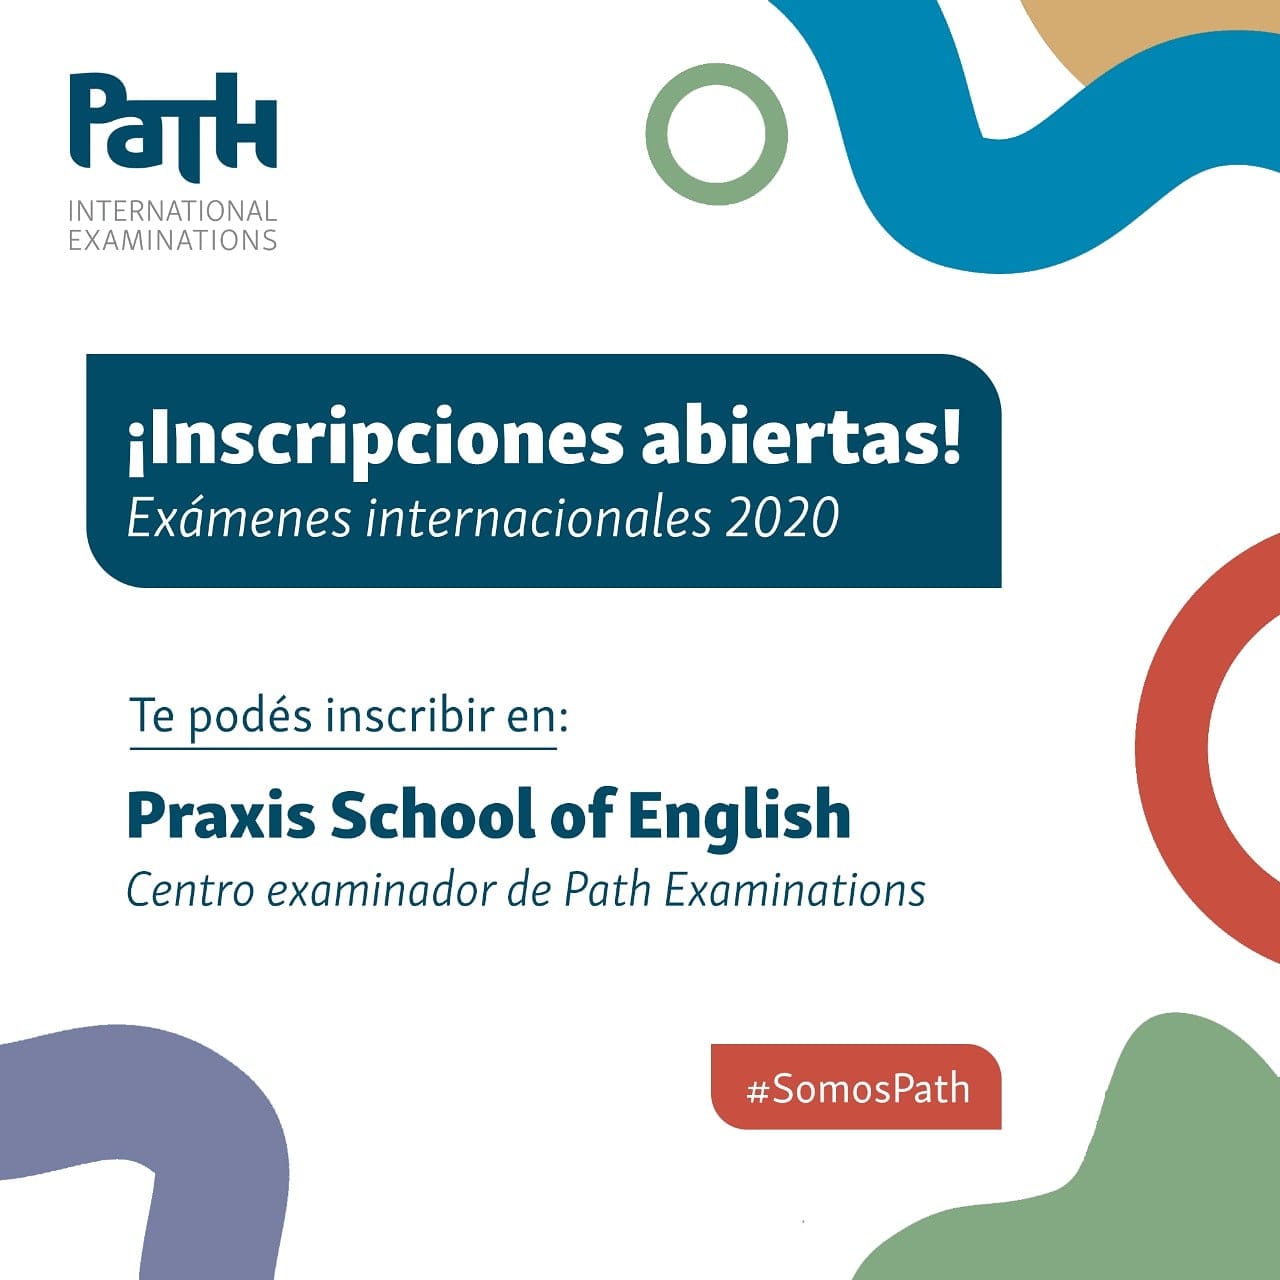 PATH
INTERNATIONAL
EXAMINATIONS
¡Inscripciones abiertas!
Exámenes internacionales 2020
Te podés inscribir en:
Praxis School of English
Centro examinador de Path Examinations
#SomosPath